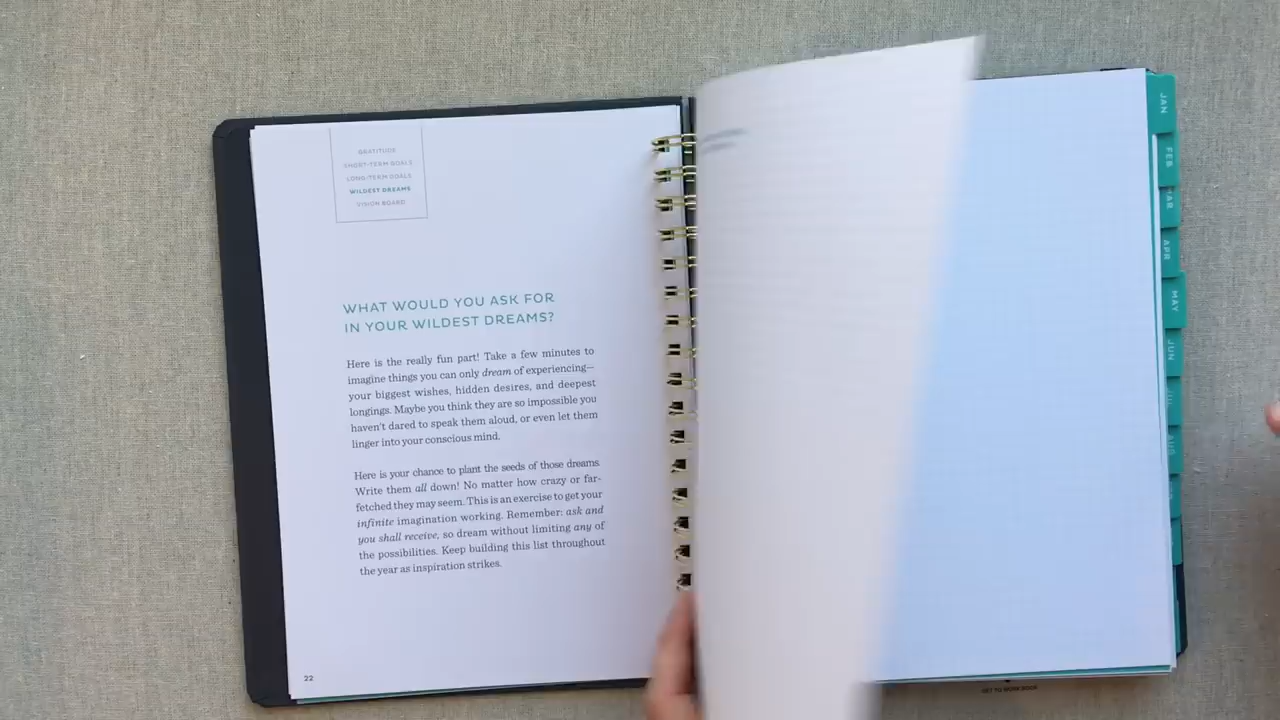 GRATITUDE
SHORT-TERM GOALS
LONG-TERM GOALS
WILDEST DREAMS
VISION BOARD
WHAT WOULD YOU ASK FOR
IN YOUR WILDEST DREAMS?
Here is the really fun part! Take a few minutes to
imagine things you can only dream of experiencing—
your biggest wishes, hidden desires, and deepest
longings. Maybe you think they are so impossible you
haven't dared to speak them aloud, or even let them
linger into your conscious mind.
Here is your chance to plant the seeds of those dreams.
Write them all down! No matter how crazy or far-
fetched they may seem. This is an exercise to get your
infinite imagination working. Remember: ask and
you shall receive, so dream without limiting any of
the possibilities. Keep building this list throughout
the year as inspiration strikes.
22
JAN
FEB
MAR
APR
MAY
JUN
JUL
AUG
GET TO WORK BOOK